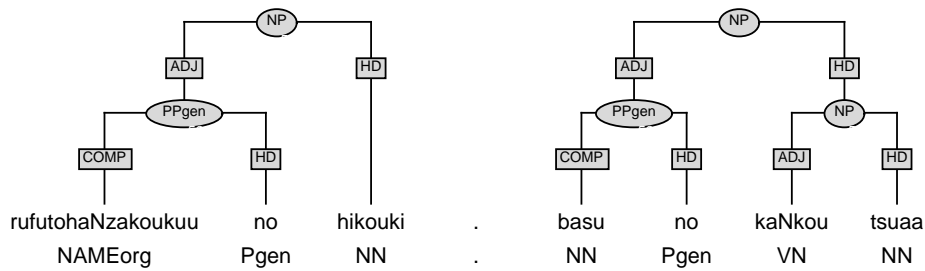 NP NP
ADJ HD ADJ HD
PPgen PPgen NP
COMP HD COMP HD ADJ HD
rufutohaNzakoukuu no hikouki . basu no kaNkou tsuaa
NAMEorg Pgen NN . NN Pgen VN NN